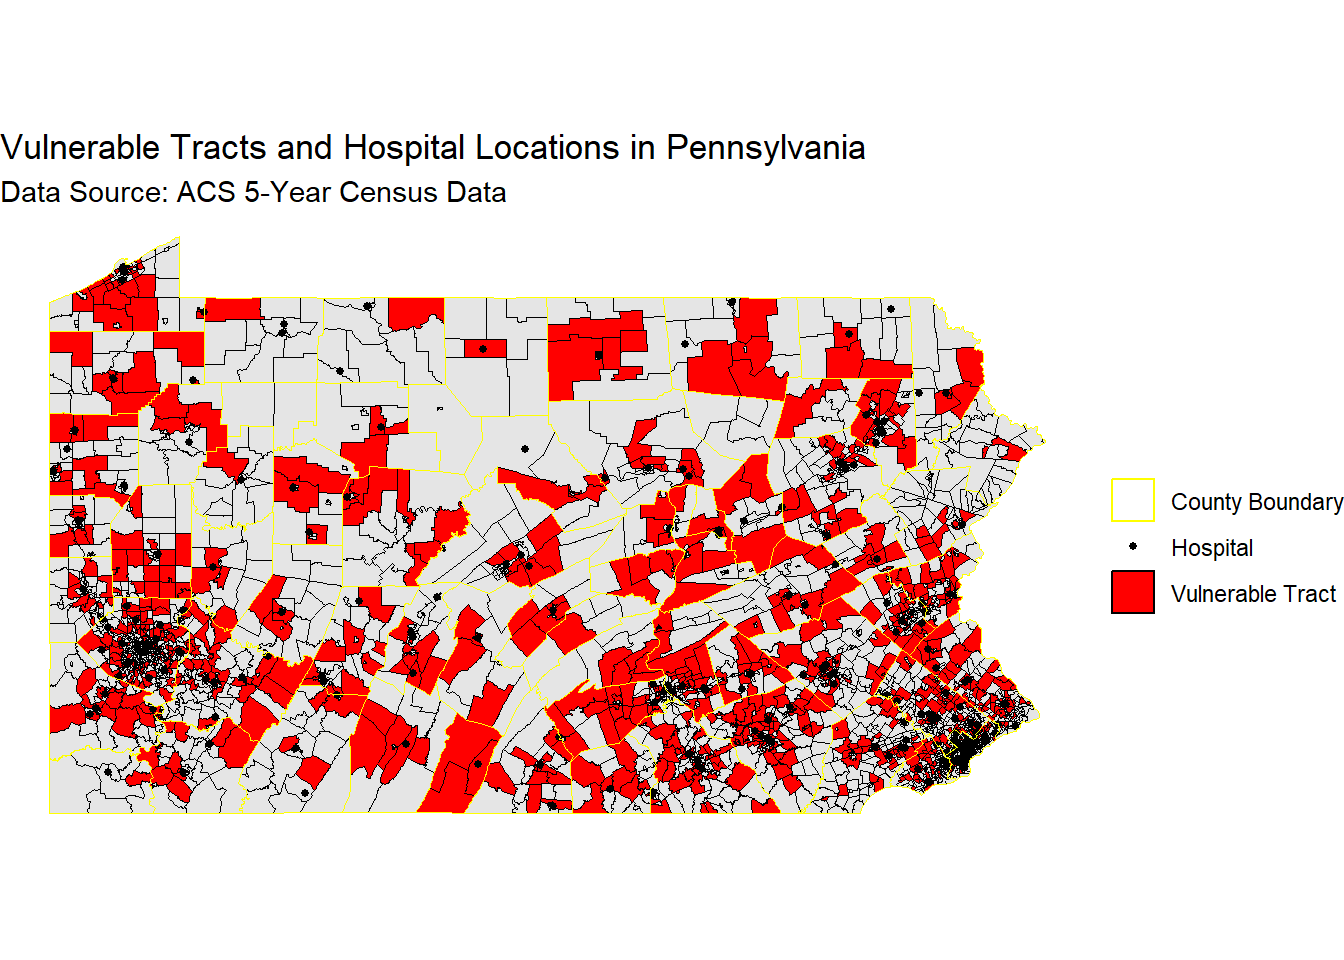 Vulnerable Tracts and Hospital Locations in Pennsylvania
Data Source: ACS 5-Year Census Data
County Boundary
Hospital
Vulnerable Tract